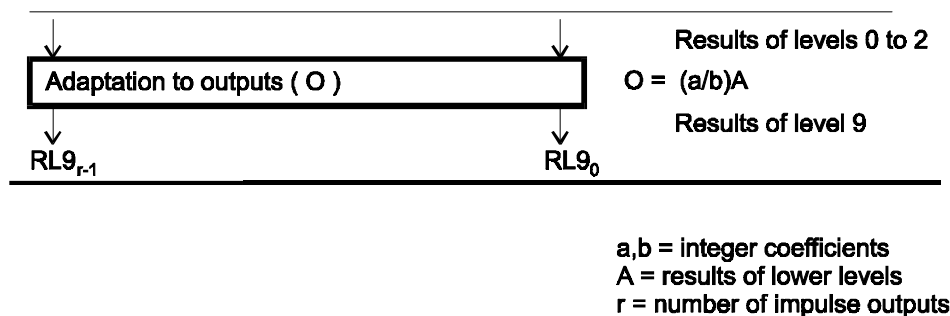 Results of levels 0 to 2
Adaptation to outputs ( O )
O = (a/b)A
Results of level 9
RL9r-1
RL90
a,b = integer coefficients
A = results of lower levels
r = number of impulse outputs